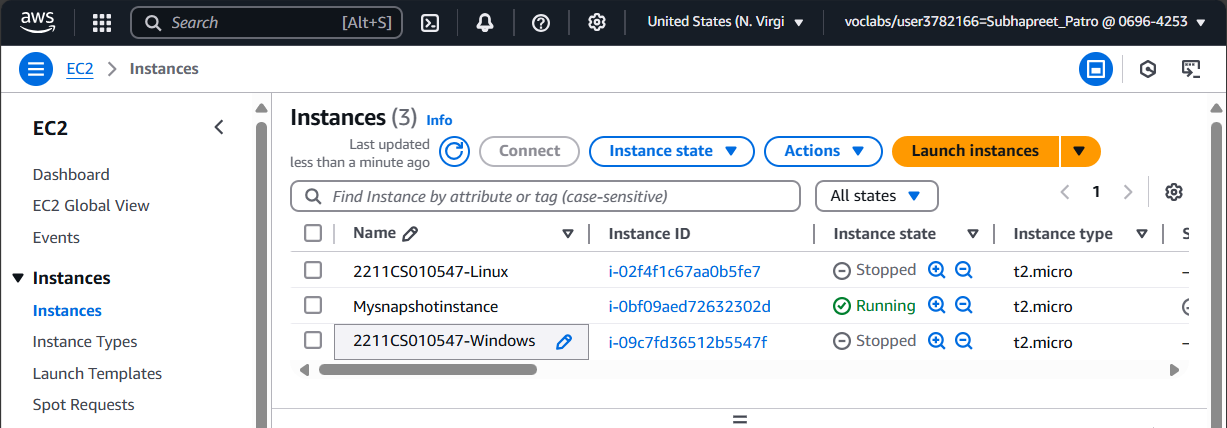 aws Search [Alt+S] United States (N. Virgi voclabs/user3782166=Subhapreet_Patro @ 0696-4253
EC2 Instances
EC2
Dashboard
EC2 Global View
Events
Instances
Instances
Instance Types
Launch Templates
Spot Requests
Instances (3) Info
Last updated
less than a minute ago
Connect Instance state Actions Launch instances
Find Instance by attribute or tag (case-sensitive) All states 1
Name Instance ID Instance state Instance type S
2211CS010547-Linux i-02f4f1c67aa0b5fe7 Stopped t2.micro –
Mysnapshotinstance i-0bf09aed72632302d Running t2.micro
2211CS010547-Windows i-09c7fd36512b5547f Stopped t2.micro –